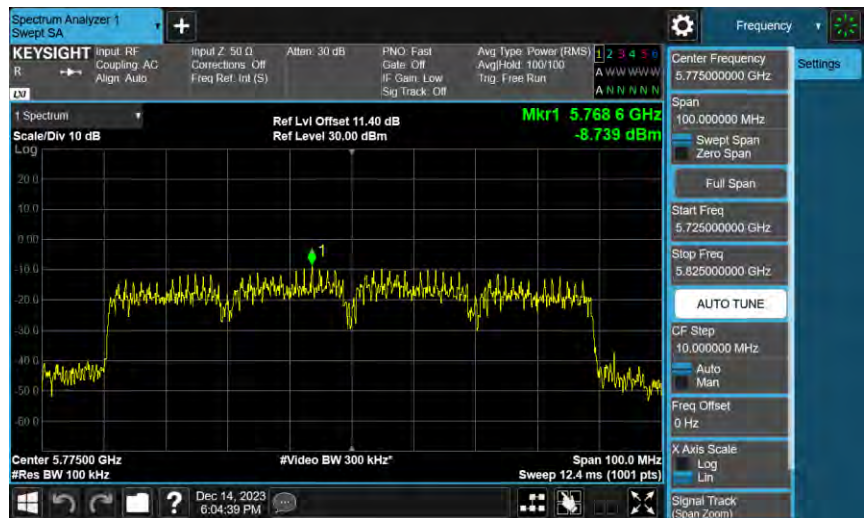 Spectrum Analyzer 1
Swept SA
+
Frequency
KEYSIGHT
R
LXI
Input: RF
Coupling: AC
Align: Auto
Input Z: 50 Ω
Corrections: Off
Freq Ref: Int (S)
Atten: 30 dB
PNO: Fast
Gate: Off
IF Gain: Low
Sig Track: Off
Avg Type: Power (RMS)
Avg|Hold: 100/100
Trig: Free Run
1 2 3 4 5 6
A W W W W W
A N N N N N
1 Spectrum
Scale/Div 10 dB
Log
Ref Lvl Offset 11.40 dB
Ref Level 30.00 dBm
Mkr1 5.768 6 GHz
-8.739 dBm
20.0
10.0
0.00
-10.0
-20.0
-30.0
-40.0
-50.0
-60.0
1
Center 5.77500 GHz
#Res BW 100 kHz
#Video BW 300 kHz*
Span 100.0 MHz
Sweep 12.4 ms (1001 pts)
Center Frequency
5.775000000 GHz
Settings
Span
100.000000 MHz
Swept Span
Zero Span
Full Span
Start Freq
5.725000000 GHz
Stop Freq
5.825000000 GHz
AUTO TUNE
CF Step
10.000000 MHz
Auto
Man
Freq Offset
0 Hz
X Axis Scale
Log
Lin
Signal Track
(Span Zoom)
?
Dec 14, 2023
6:04:39 PM